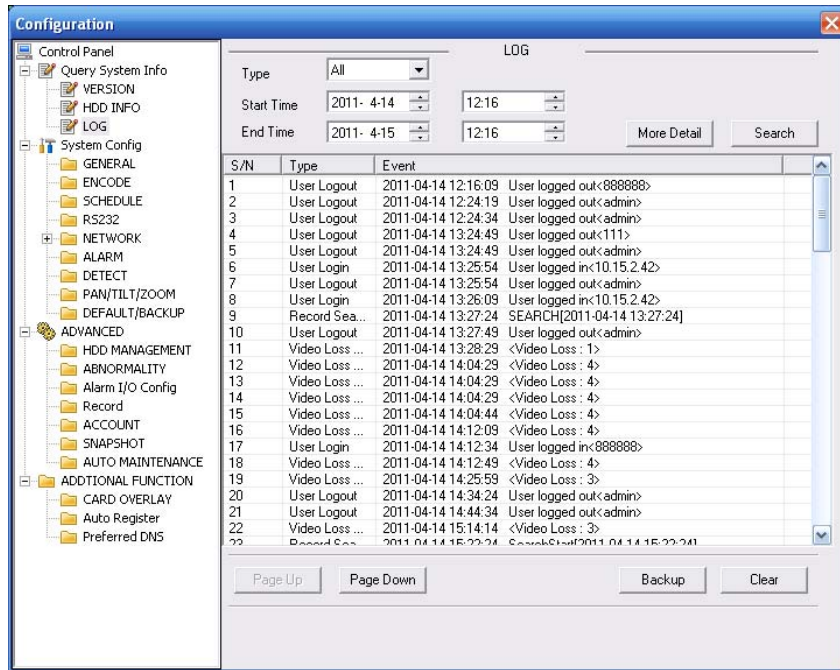 Configuration
Control Panel
Query System Info
VERSION
HDD INFO
LOG
System Config
GENERAL
ENCODE
SCHEDULE
RS232
NETWORK
ALARM
DETECT
PAN/TILT/ZOOM
DEFAULT/BACKUP
ADVANCED
HDD MANAGEMENT
ABNORMALITY
Alarm I/O Config
Record
ACCOUNT
SNAPSHOT
AUTO MAINTENANCE
ADDTIONAL FUNCTION
CARD OVERLAY
Auto Register
Preferred DNS
LOG
Type All
Start Time 2011- 4-14 12:16
End Time 2011- 4-15 12:16 More Detail Search
S/N Type Event
1 User Logout 2011-04-14 12:16:09 User logged out<888888>
2 User Logout 2011-04-14 12:24:19 User logged out<admin>
3 User Logout 2011-04-14 12:24:34 User logged out<admin>
4 User Logout 2011-04-14 13:24:49 User logged out<111>
5 User Logout 2011-04-14 12:24:49 User logged out<admin>
6 User Login 2011-04-14 13:25:54 User logged in<10.15.2.42>
7 User Logout 2011-04-14 13:25:54 User logged out<admin>
8 User Login 2011-04-14 13:26:09 User logged in<10.15.2.42>
9 Record Sea... 2011-04-14 13:27:24 SEARCH[2011-04-14 13:27:24]
10 User Logout 2011-04-14 13:27:49 User logged out<admin>
11 Video Loss ... 2011-04-14 13:28:29 <Video Loss : 1>
12 Video Loss ... 2011-04-14 14:04:29 <Video Loss : 4>
13 Video Loss ... 2011-04-14 14:04:29 <Video Loss : 4>
14 Video Loss ... 2011-04-14 14:04:29 <Video Loss : 4>
15 Video Loss ... 2011-04-14 14:04:44 <Video Loss : 4>
16 Video Loss ... 2011-04-14 14:12:09 <Video Loss : 4>
17 User Login 2011-04-14 14:12:34 User logged in<888888>
18 Video Loss ... 2011-04-14 14:12:49 <Video Loss : 4>
19 Video Loss ... 2011-04-14 14:25:59 <Video Loss : 3>
20 User Logout 2011-04-14 14:34:24 User logged out<admin>
21 User Logout 2011-04-14 14:44:34 User logged out<admin>
22 Video Loss ... 2011-04-14 15:14:14 <Video Loss : 3>
23 Record Sea... 2011-04-14 15:22:24 SearchStart[2011-04-14 15:22:24]
Page Up Page Down Backup Clear